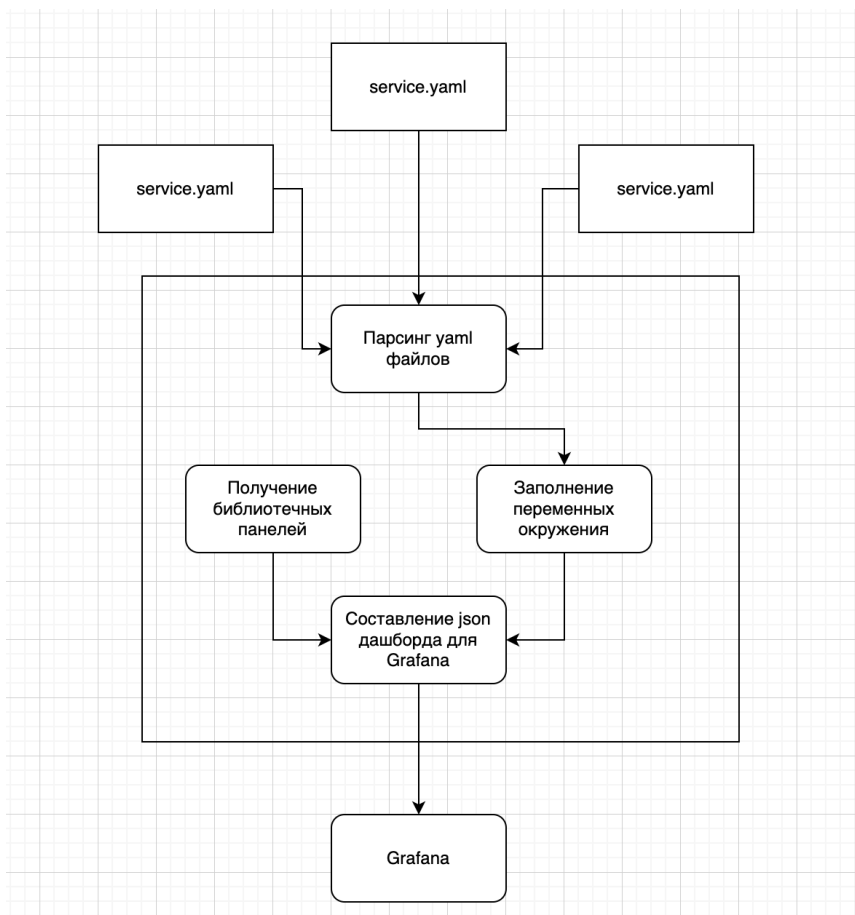 service.yaml
service.yaml
service.yaml
Парсинг yaml
файлов
Получение
библиотечных
панелей
Заполнение
переменных
окружения
Составление json
дашборда для
Grafana
Grafana